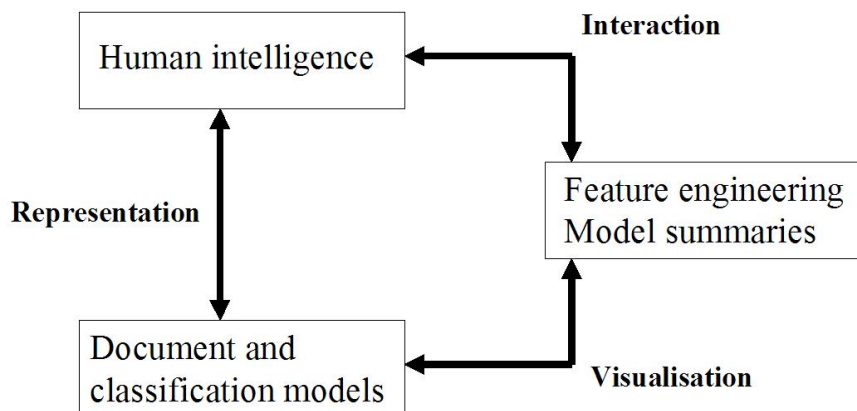 Interaction
Human intelligence
Feature engineering
Model summaries
Representation
Document and
classification models
Visualisation